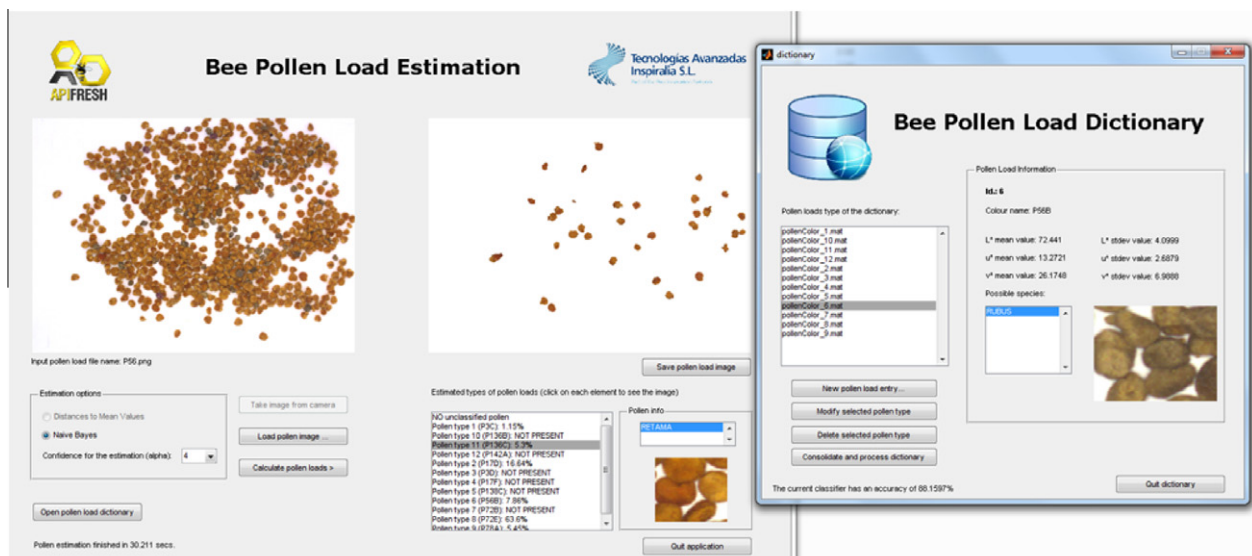 APIFRESH
Bee Pollen Load Estimation
Tecnologías Avanzadas
Inspiralia S.L.
Input pollen load file name: P56.png
Save pollen load image
Estimation options
Distances to Mean Values
Naive Bayes
Confidence for the estimation (alpha): 4
Take image from camera
Load pollen image ...
Calculate pollen loads >
Open pollen load dictionary
Pollen estimation finished in 30.211 secs.
Estimated types of pollen loads (click on each element to see the image)
NO unclassified pollen
Pollen type 1 (P3C): 1.15%
Pollen type 10 (P136B): NOT PRESENT
Pollen type 11 (P136C): 5.3%
Pollen type 12 (P142A): NOT PRESENT
Pollen type 2 (P17D): 16.64%
Pollen type 3 (P3D): NOT PRESENT
Pollen type 4 (P17F): NOT PRESENT
Pollen type 5 (P138C): NOT PRESENT
Pollen type 6 (P56B): 7.86%
Pollen type 7 (P72B): NOT PRESENT
Pollen type 8 (P72E): 63.6%
Pollen type 9 (P78A): 5.45%
Pollen info
RETAMA
Quit application
dictionary
Bee Pollen Load Dictionary
Pollen loads type of the dictionary:
pollenColor_1.mat
pollenColor_10.mat
pollenColor_11.mat
pollenColor_12.mat
pollenColor_2.mat
pollenColor_3.mat
pollenColor_4.mat
pollenColor_5.mat
pollenColor_6.mat
pollenColor_7.mat
pollenColor_8.mat
pollenColor_9.mat
New pollen load entry...
Modify selected pollen type
Delete selected pollen type
Consolidate and process dictionary
The current classifier has an accuracy of 88.1597%
Pollen Load Information
Id.: 6
Colour name: P56B
L* mean value: 72.441 L* stdev value: 4.0999
u* mean value: 13.2721 u* stdev value: 2.6879
v* mean value: 26.1748 v* stdev value: 6.9888
Possible species:
RUBUS
Quit dictionary